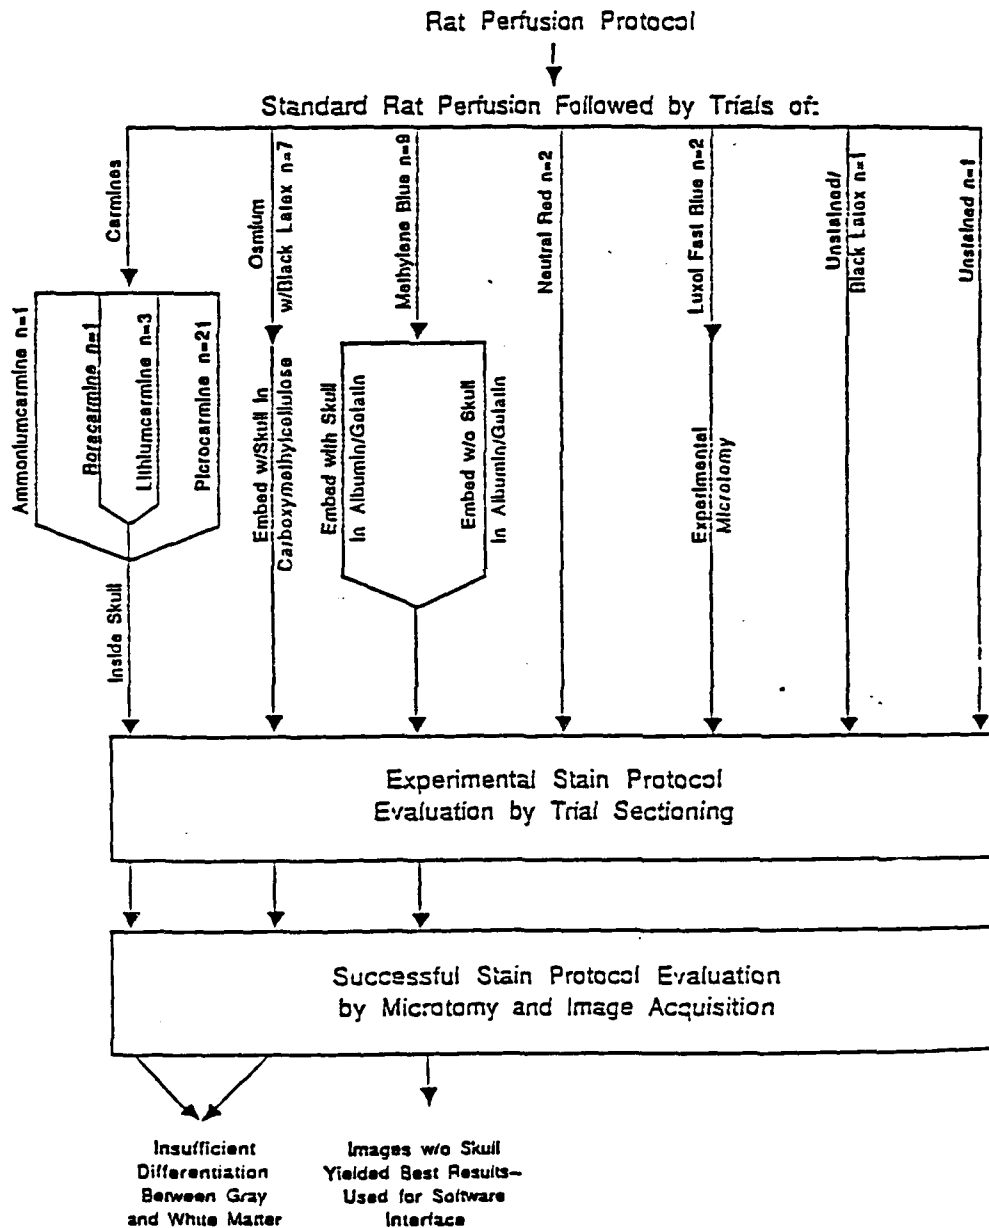 Rat Perfusion Protocol
Standard Rat Perfusion Followed by Trials of:
Carmines
Osmium
w/Black Latex n=7
Methylene Blue n=9
Neutral Red n=2
Luxol Fast Blue n=2
Unstained/
Black Latex n=1
Unstained n=1
Ammoniumcarmine n=1
Boracarmine n=1
Lithiumcarmine n=3
Picrocarmine n=21
Embed w/Skull in
Carboxymethylcellulose
Embed with Skull
in Albumin/Gelatin
Embed w/o Skull
in Albumin/Gelatin
Experimental
Microtomy
Inside Skull
Experimental Stain Protocol
Evaluation by Trial Sectioning
Successful Stain Protocol Evaluation
by Microtomy and Image Acquisition
Insufficient
Differentiation
Between Gray
and White Matter
Images w/o Skull
Yielded Best Results–
Used for Software
Interface